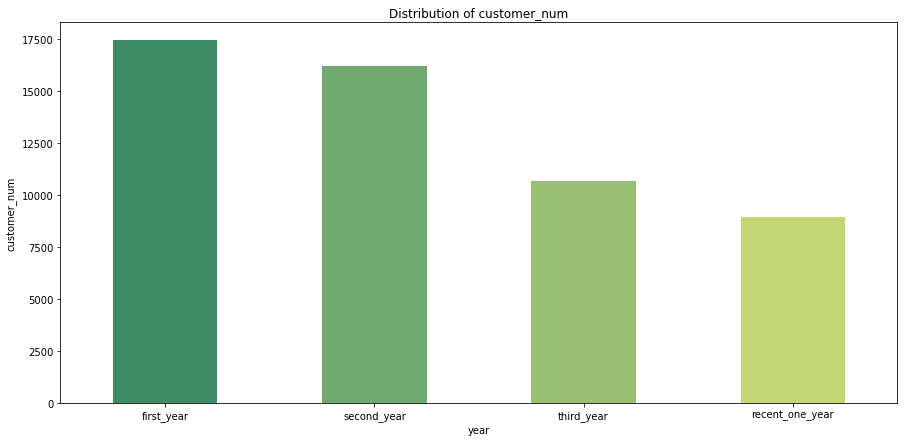 Distribution of customer_num
17500
15000
12500
10000
7500
5000
2500
0
customer_num
first_year
second_year
third_year
recent_one_year
year